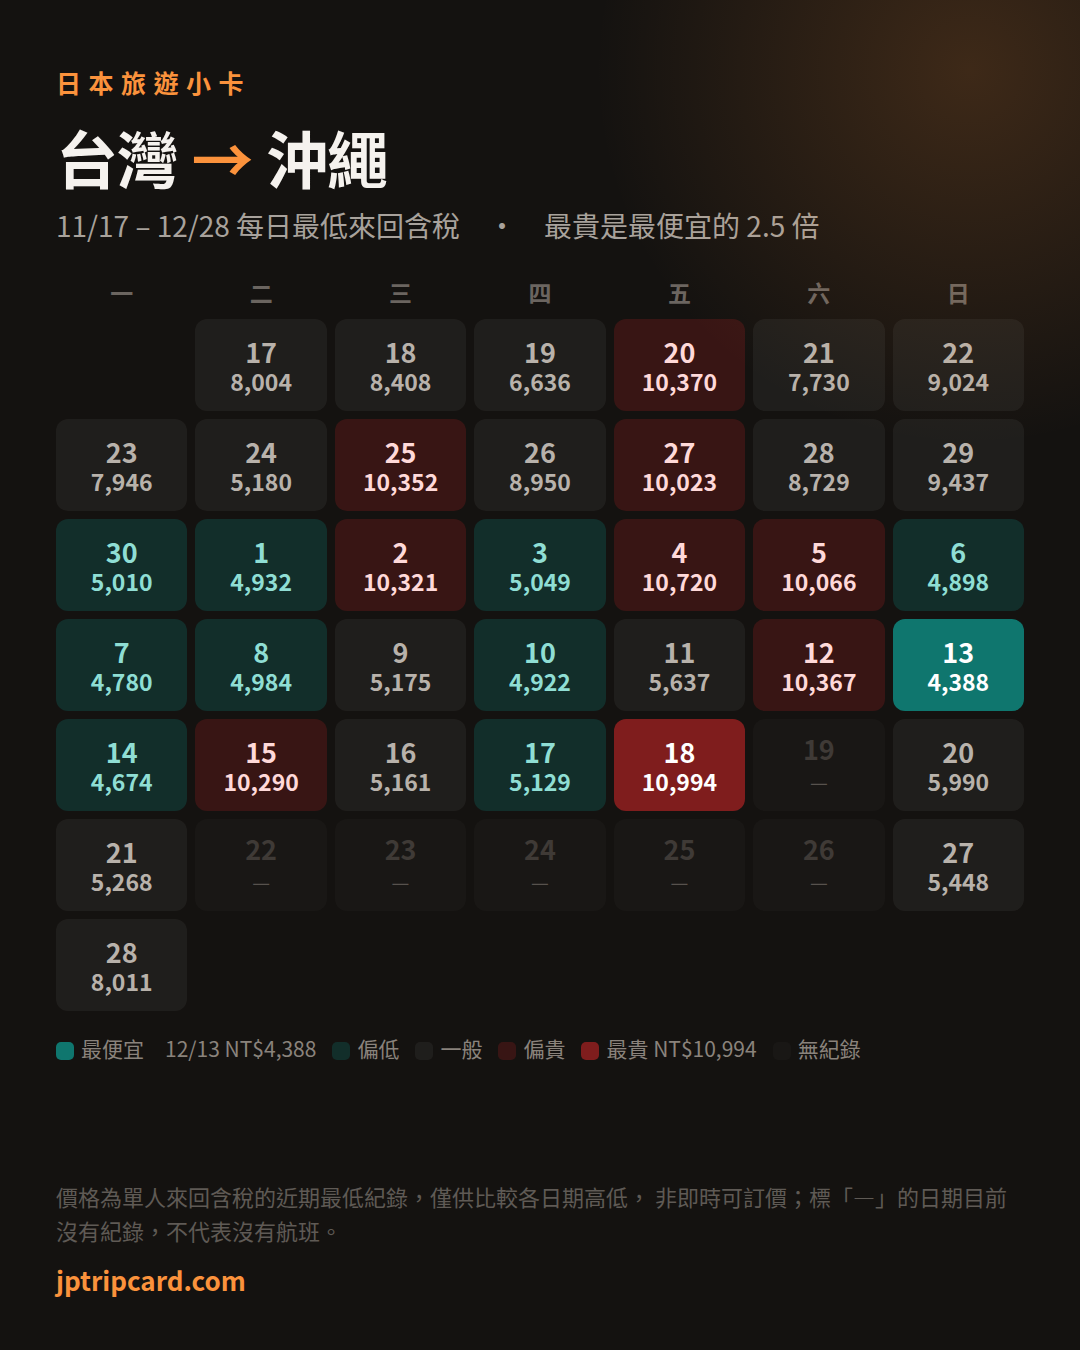 日本旅遊小卡
台灣 → 沖繩
11/17 – 12/28 每日最低來回含稅 · 最貴是最便宜的 2.5 倍
一 二 三 四 五 六 日
17 18 19 20 21 22
8,004 8,408 6,636 10,370 7,730 9,024
23 24 25 26 27 28 29
7,946 5,180 10,352 8,950 10,023 8,729 9,437
30 1 2 3 4 5 6
5,010 4,932 10,321 5,049 10,720 10,066 4,898
7 8 9 10 11 12 13
4,780 4,984 5,175 4,922 5,637 10,367 4,388
14 15 16 17 18 19 20
4,674 10,290 5,161 5,129 10,994 — 5,990
21 22 23 24 25 26 27
5,268 — — — — — 5,448
28
8,011
最便宜 12/13 NT$4,388 偏低 一般 偏貴 最貴 NT$10,994 無紀錄
價格為單人來回含稅的近期最低紀錄，僅供比較各日期高低， 非即時可訂價；標「—」的日期目前
沒有紀錄，不代表沒有航班。
jptripcard.com